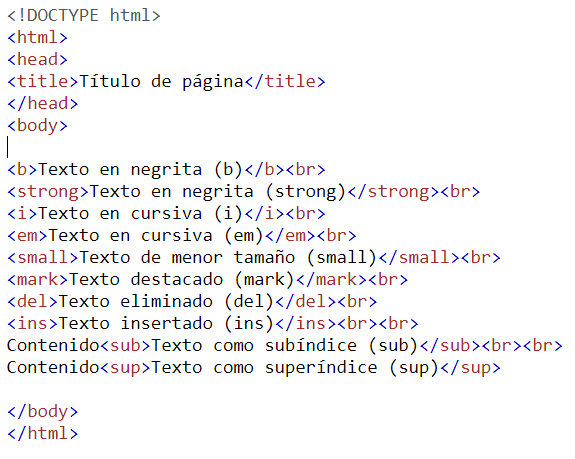 <!DOCTYPE html>
<html>
<head>
<title>Título de página</title>
</head>
<body>
<b>Texto en negrita (b)</b><br>
<strong>Texto en negrita (strong)</strong><br>
<i>Texto en cursiva (i)</i><br>
<em>Texto en cursiva (em)</em><br>
<small>Texto de menor tamaño (small)</small><br>
<mark>Texto destacado (mark)</mark><br>
<del>Texto eliminado (del)</del><br>
<ins>Texto insertado (ins)</ins><br><br>
Contenido<sub>Texto como subíndice (sub)</sub><br><br>
Contenido<sup>Texto como superíndice (sup)</sup>
</body>
</html>